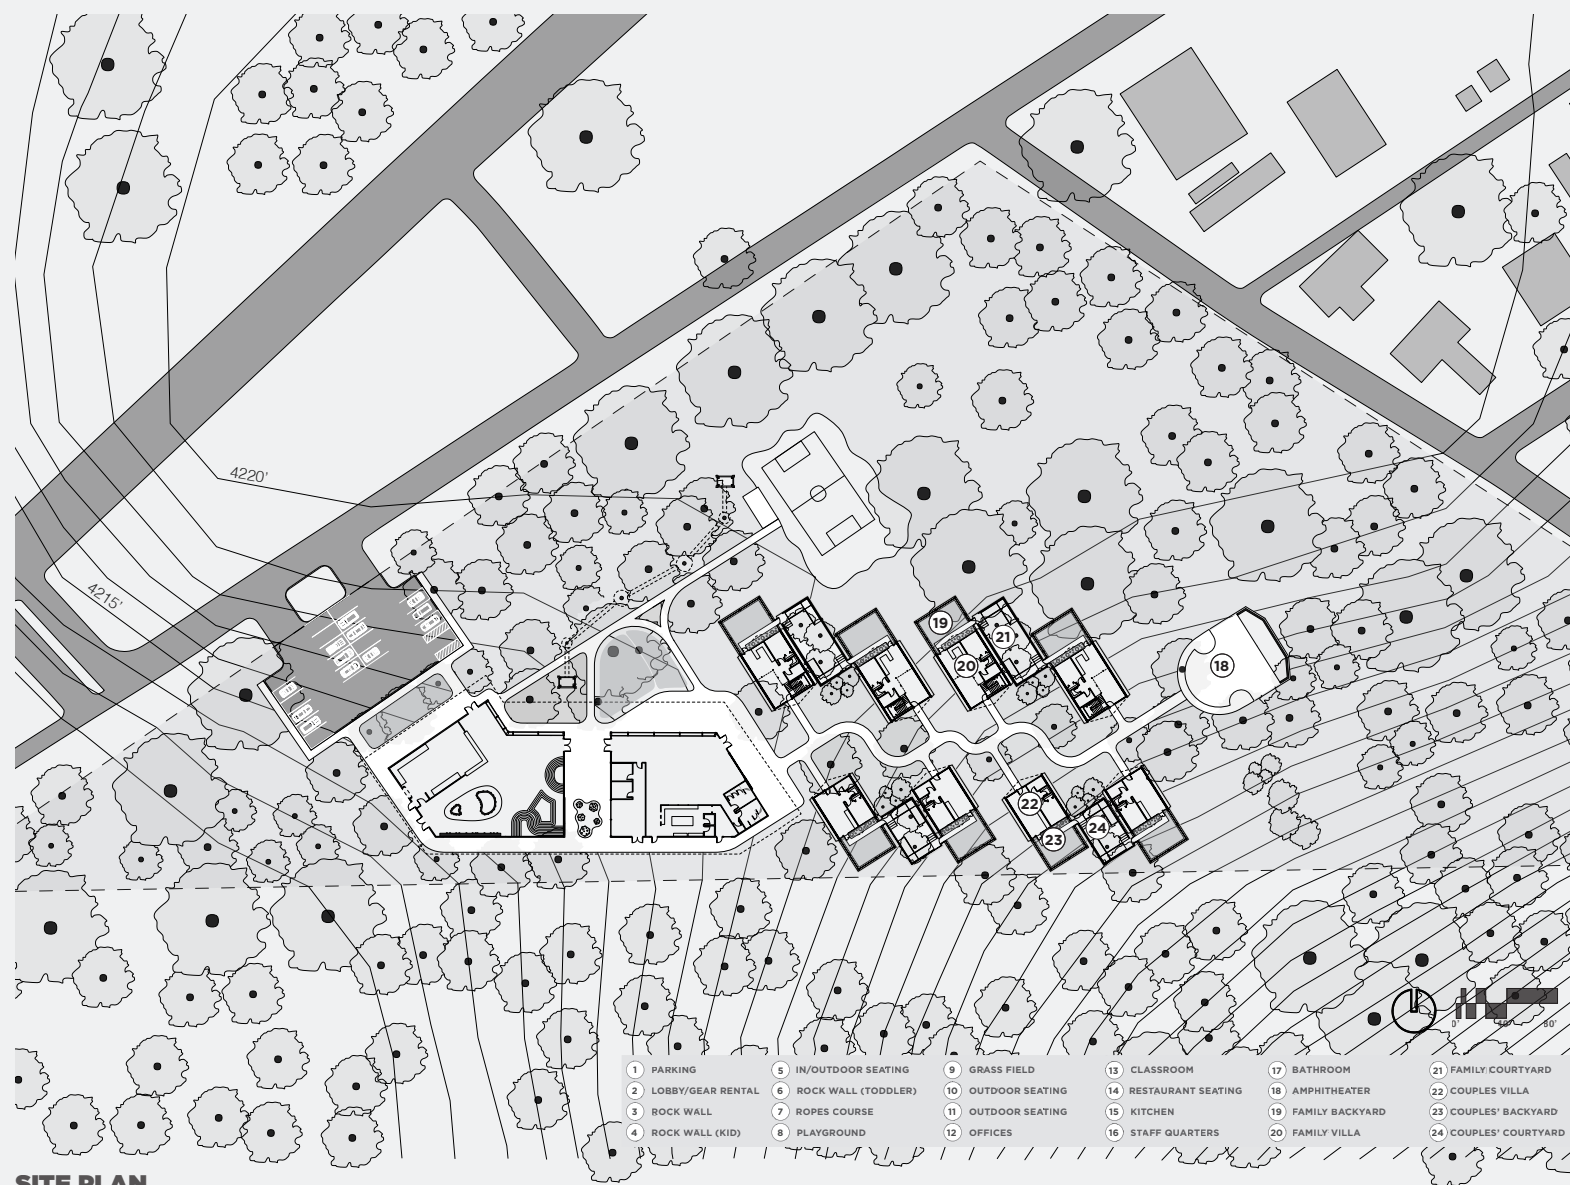 4220'
4215'
19
21
20
18
22
23
24
0' 40' 80'
1 PARKING
2 LOBBY/GEAR RENTAL
3 ROCK WALL
4 ROCK WALL (KID)
5 IN/OUTDOOR SEATING
6 ROCK WALL (TODDLER)
7 ROPES COURSE
8 PLAYGROUND
9 GRASS FIELD
10 OUTDOOR SEATING
11 OUTDOOR SEATING
12 OFFICES
13 CLASSROOM
14 RESTAURANT SEATING
15 KITCHEN
16 STAFF QUARTERS
17 BATHROOM
18 AMPHITHEATER
19 FAMILY BACKYARD
20 FAMILY VILLA
21 FAMILY COURTYARD
22 COUPLES VILLA
23 COUPLES' BACKYARD
24 COUPLES' COURTYARD
SITE PLAN